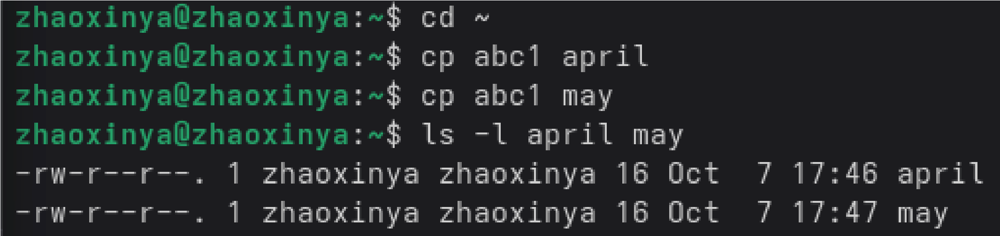 zhaoxinya@zhaoxinya:~$ cd ~
zhaoxinya@zhaoxinya:~$ cp abc1 april
zhaoxinya@zhaoxinya:~$ cp abc1 may
zhaoxinya@zhaoxinya:~$ ls -l april may
-rw-r--r--. 1 zhaoxinya zhaoxinya 16 Oct  7 17:46 april
-rw-r--r--. 1 zhaoxinya zhaoxinya 16 Oct  7 17:47 may